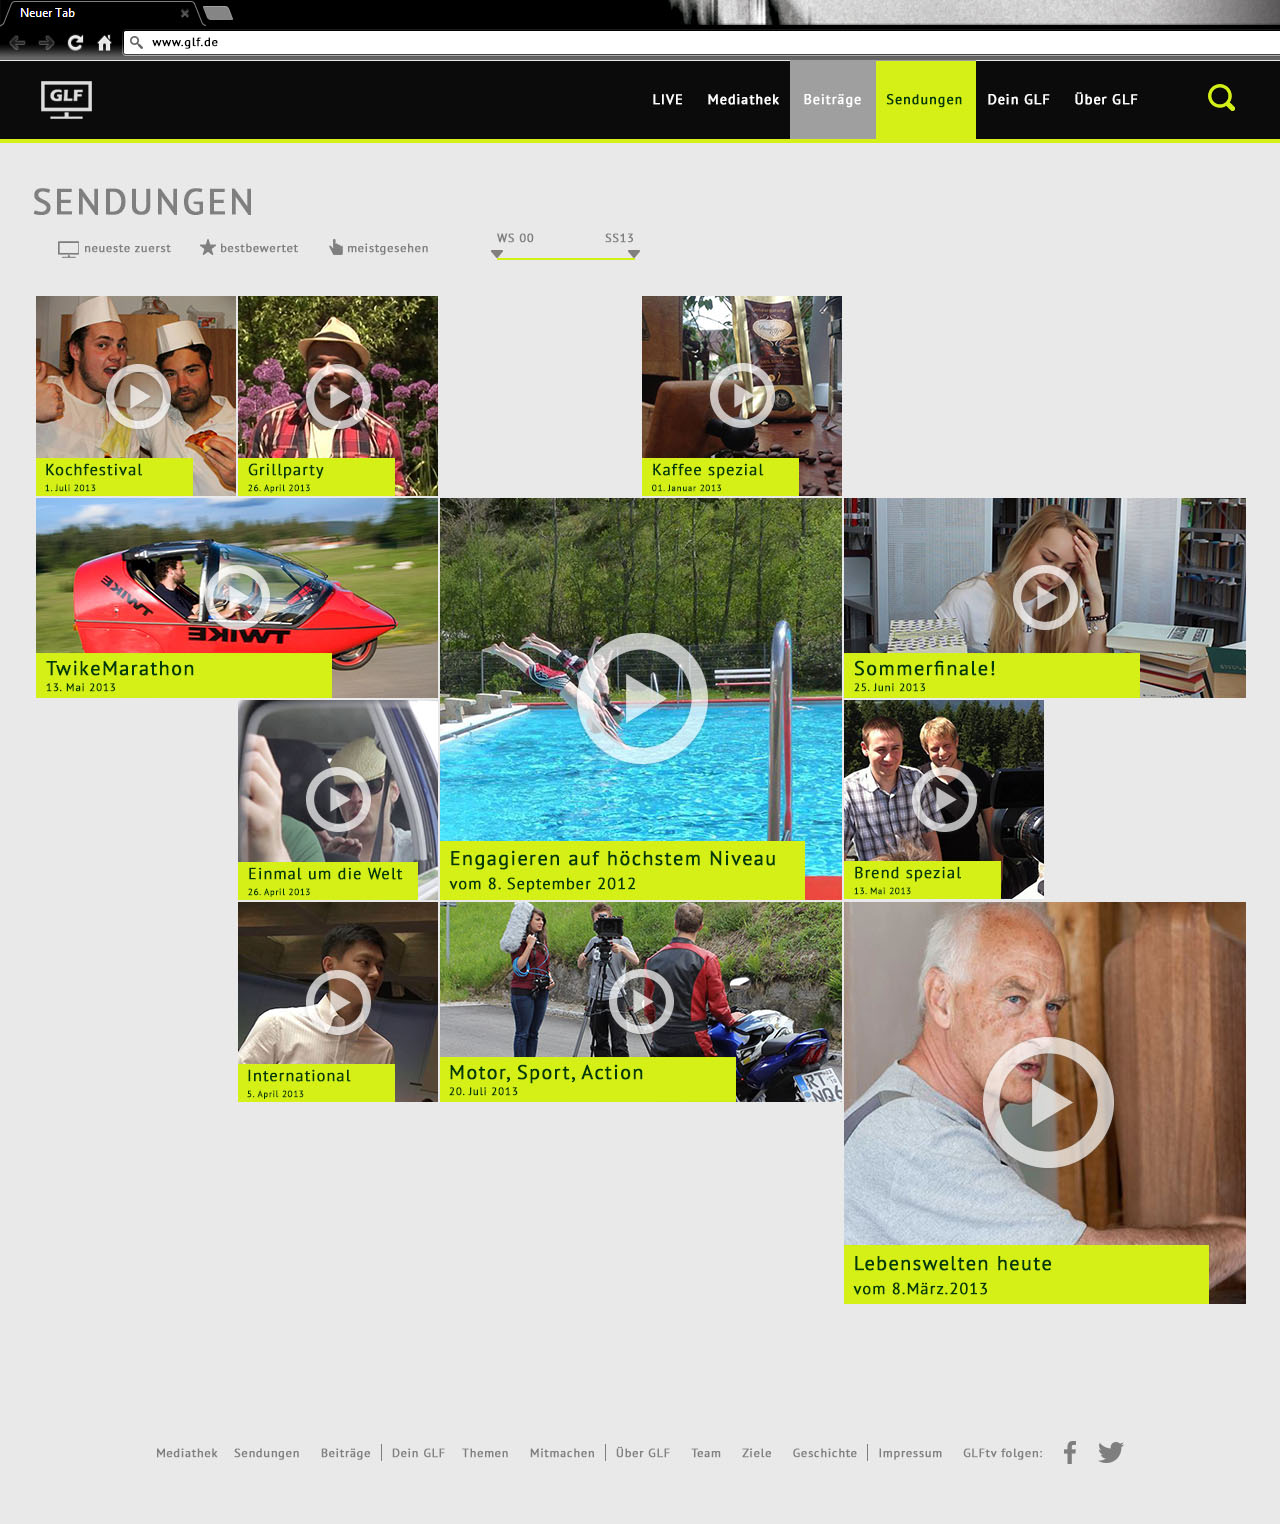 Neuer Tab
www.glf.de
GLF
LIVE Mediathek Beiträge Sendungen Dein GLF Über GLF
SENDUNGEN
neueste zuerst bestbewertet meistgesehen
WS 00 SS13
Kochfestival
1. Juli 2013
Grillparty
26. April 2013
Kaffee spezial
01. Januar 2013
TWIKE
TWIKE
TwikeMarathon
13. Mai 2013
Engagieren auf höchstem Niveau
vom 8. September 2012
Sommerfinale!
25. Juni 2013
Einmal um die Welt
26. April 2013
Brend spezial
13. Mai 2013
International
5. April 2013
Motor, Sport, Action
20. Juli 2013
RT
NQ6
Lebenswelten heute
vom 8.März.2013
Mediathek Sendungen Beiträge Dein GLF Themen Mitmachen Über GLF Team Ziele Geschichte Impressum GLFtv folgen: